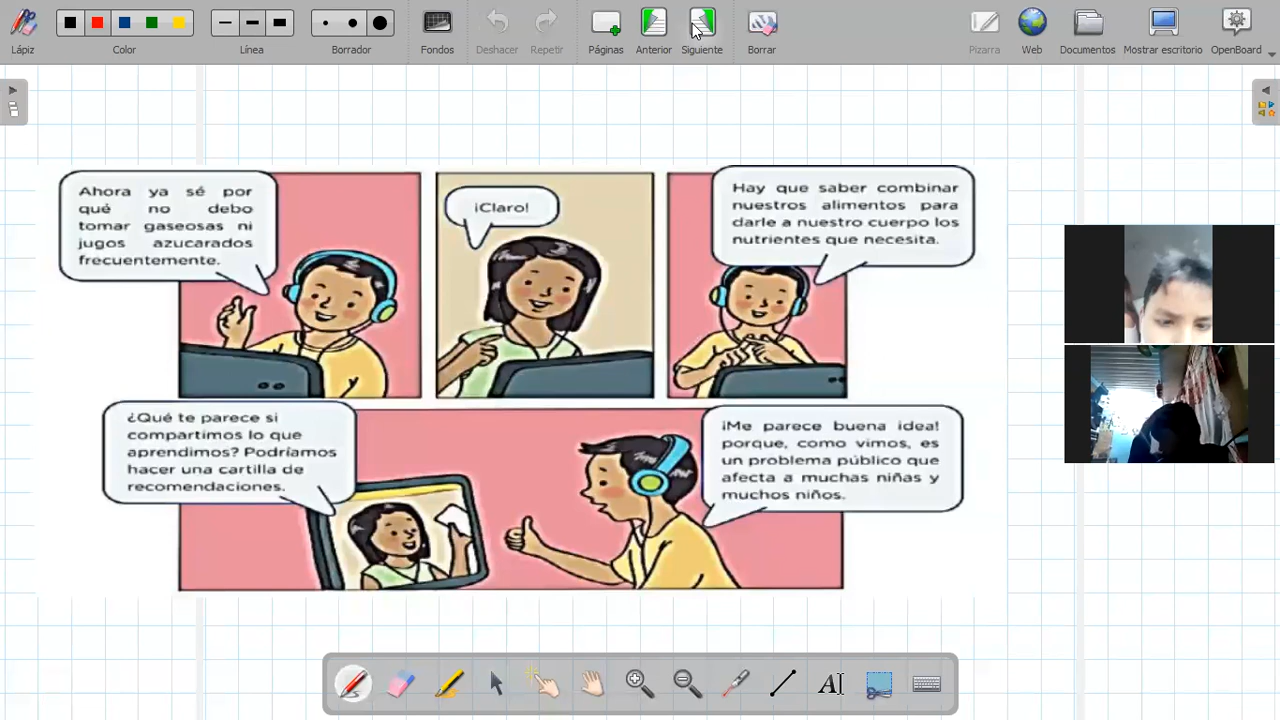 Lápiz
Color
Línea
Borrador
Fondos
Deshacer
Repetir
Páginas
Anterior
Siguiente
Borrar
Pizarra
Web
Documentos
Mostrar escritorio
OpenBoard
Ahora ya sé por
qué no debo
tomar gaseosas ni
jugos azucarados
frecuentemente.
¡Claro!
Hay que saber combinar
nuestros alimentos para
darle a nuestro cuerpo los
nutrientes que necesita.
¿Qué te parece si
compartimos lo que
aprendimos? Podríamos
hacer una cartilla de
recomendaciones.
¡Me parece buena idea!
porque, como vimos, es
un problema público que
afecta a muchas niñas y
muchos niños.
AI